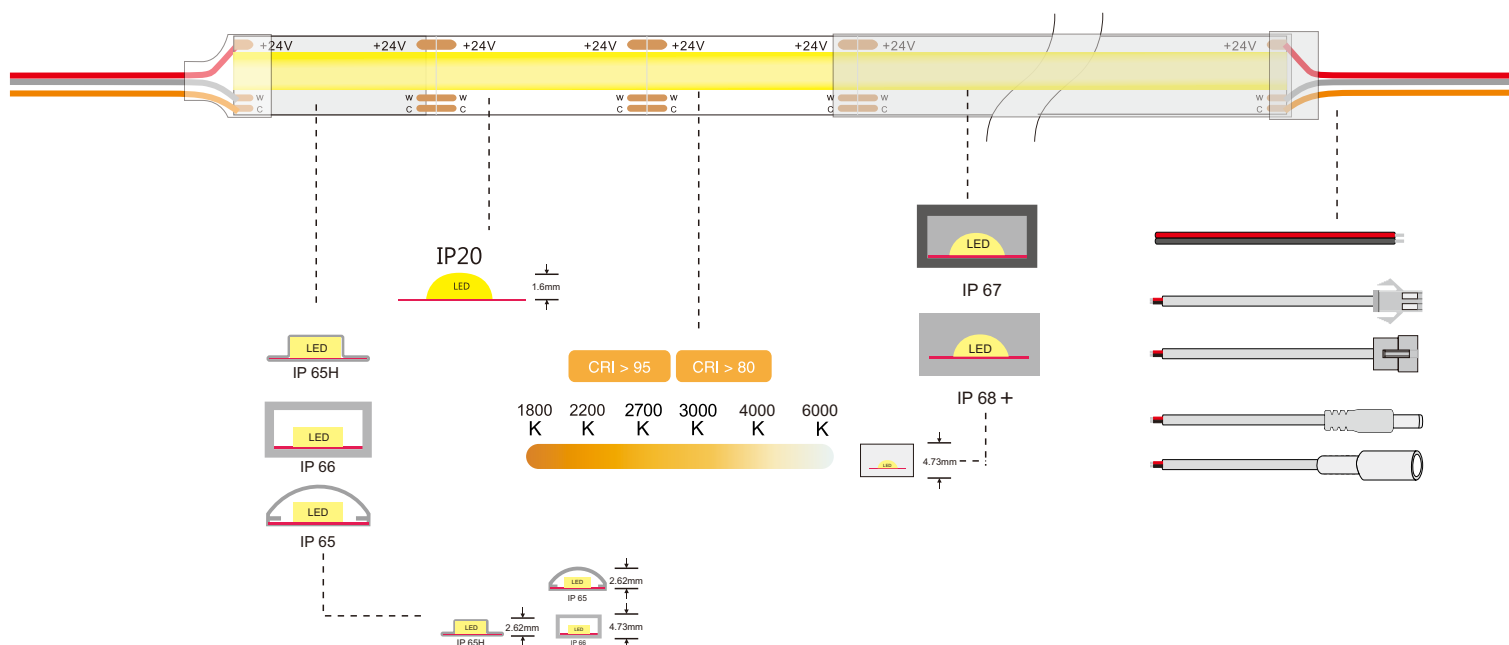 +24V +24V +24V +24V +24V +24V +24V +24V
W W W W W W W
C C C C C C C
IP20
LED
1.6mm
LED
IP 65H
LED
IP 66
LED
IP 65
CRI > 95 CRI > 80
1800 2200 2700 3000 4000 6000
K K K K K K
LED
IP 67
LED
IP 68 +
LED
4.73mm
LED
2.62mm
IP 65
LED
2.62mm
IP 65H
LED
4.73mm
IP 66